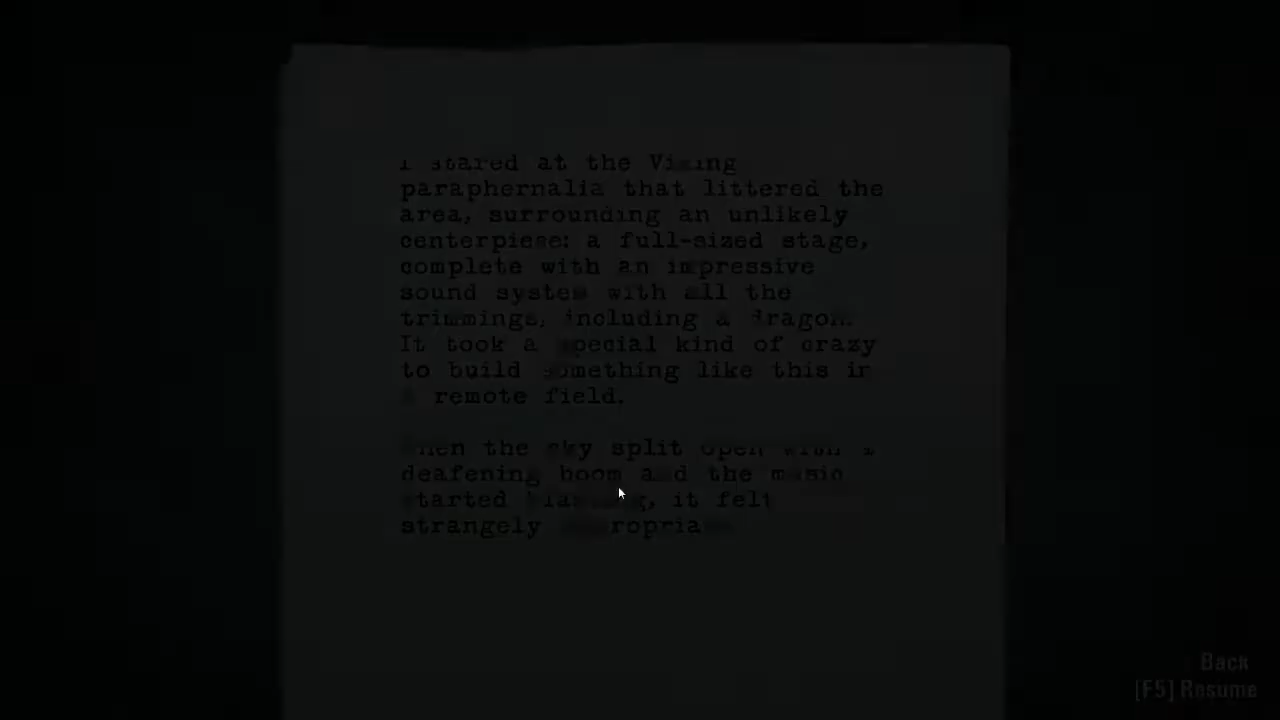 I stared at the Viking
paraphernalia that littered the
area, surrounding an unlikely
centerpiece: a full-sized stage,
complete with an impressive
sound system with all the
trimmings, including a dragon.
It took a special kind of crazy
to build something like this in
a remote field.
When the sky split open with a
deafening boom and the music
started blasting, it felt
strangely appropriate.
Back
[F5] Resume